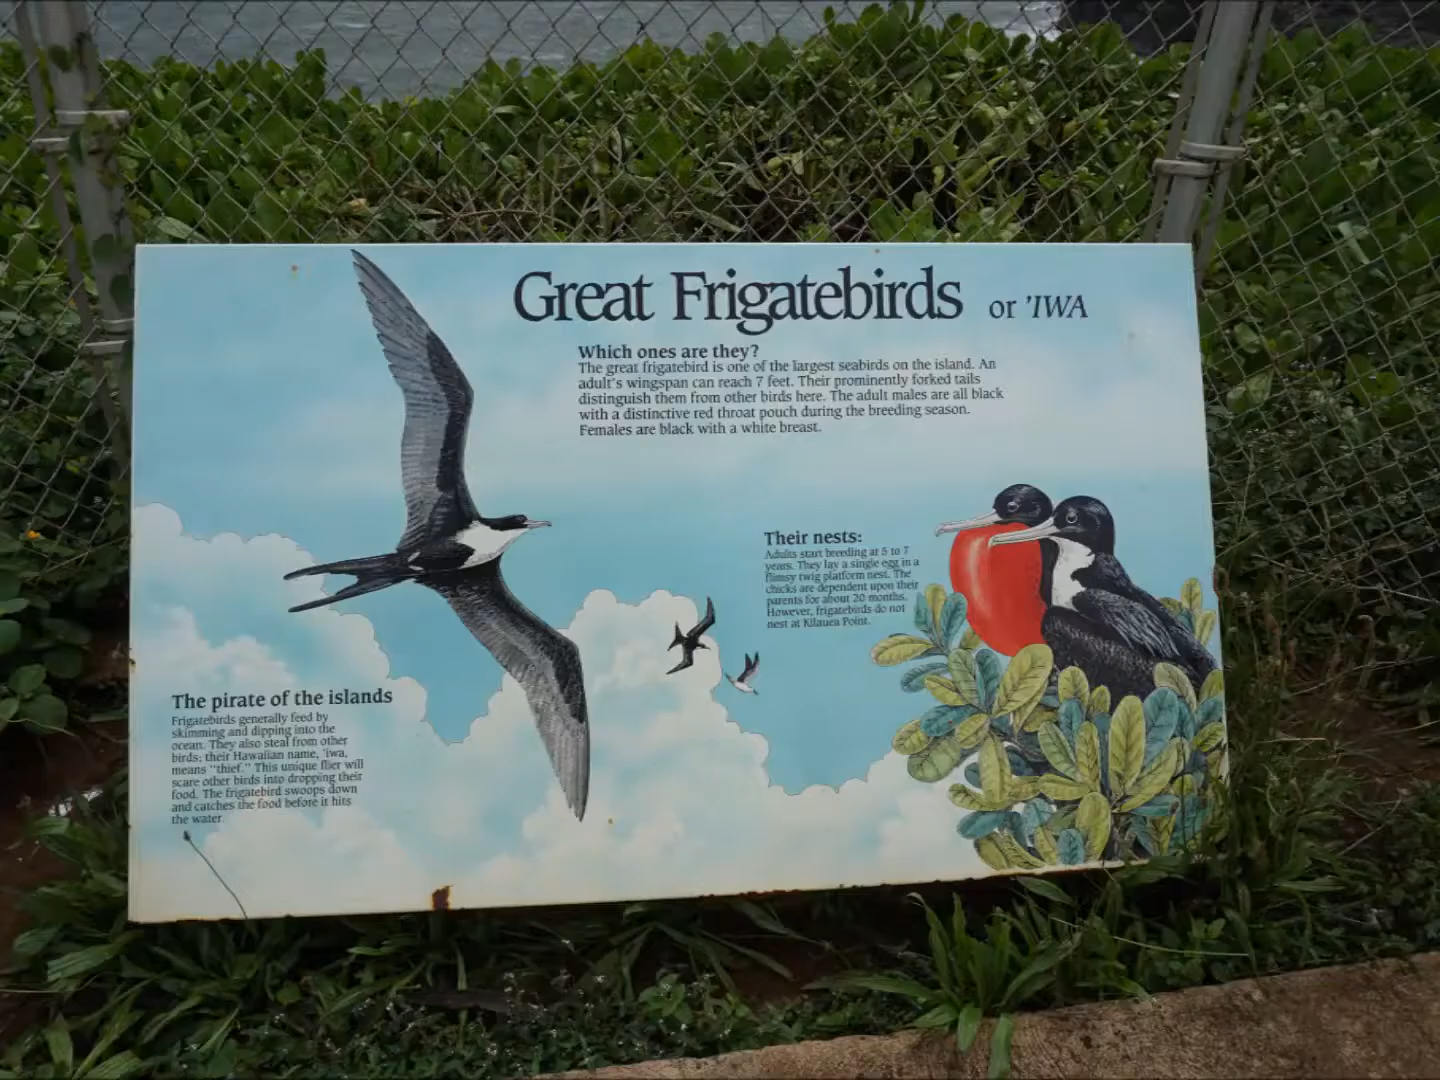 Great Frigatebirds or 'IWA
Which ones are they?
The great frigatebird is one of the largest seabirds on the island. An
adult's wingspan can reach 7 feet. Their prominently forked tails
distinguish them from other birds here. The adult males are all black
with a distinctive red throat pouch during the breeding season.
Females are black with a white breast.
Their nests:
Adults start breeding at 5 to 7
years. They lay a single egg in a
flimsy twig platform nest. The
chicks are dependent upon their
parents for about 20 months.
However, frigatebirds do not
nest at Kilauea Point.
The pirate of the islands
Frigatebirds generally feed by
skimming and dipping into the
ocean. They also steal from other
birds; their Hawaiian name, 'iwa,
means "thief." This unique flier will
scare other birds into dropping their
food. The frigatebird swoops down
and catches the food before it hits
the water.